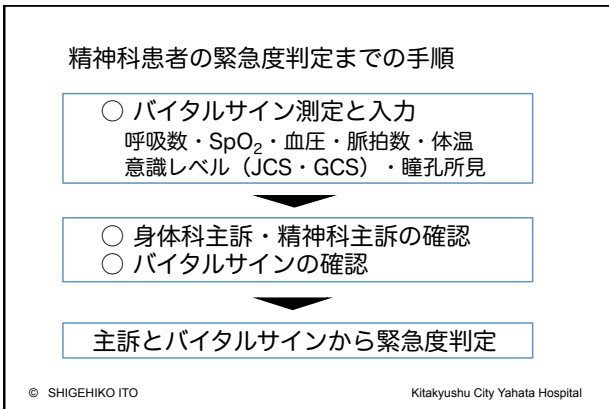 精神科患者の緊急度判定までの手順
○ バイタルサイン測定と入力
呼吸数・SpO₂・血圧・脈拍数・体温
意識レベル（JCS・GCS）・瞳孔所見
○ 身体科主訴・精神科主訴の確認
○ バイタルサインの確認
主訴とバイタルサインから緊急度判定
© SHIGEHIKO ITO Kitakyushu City Yahata Hospital